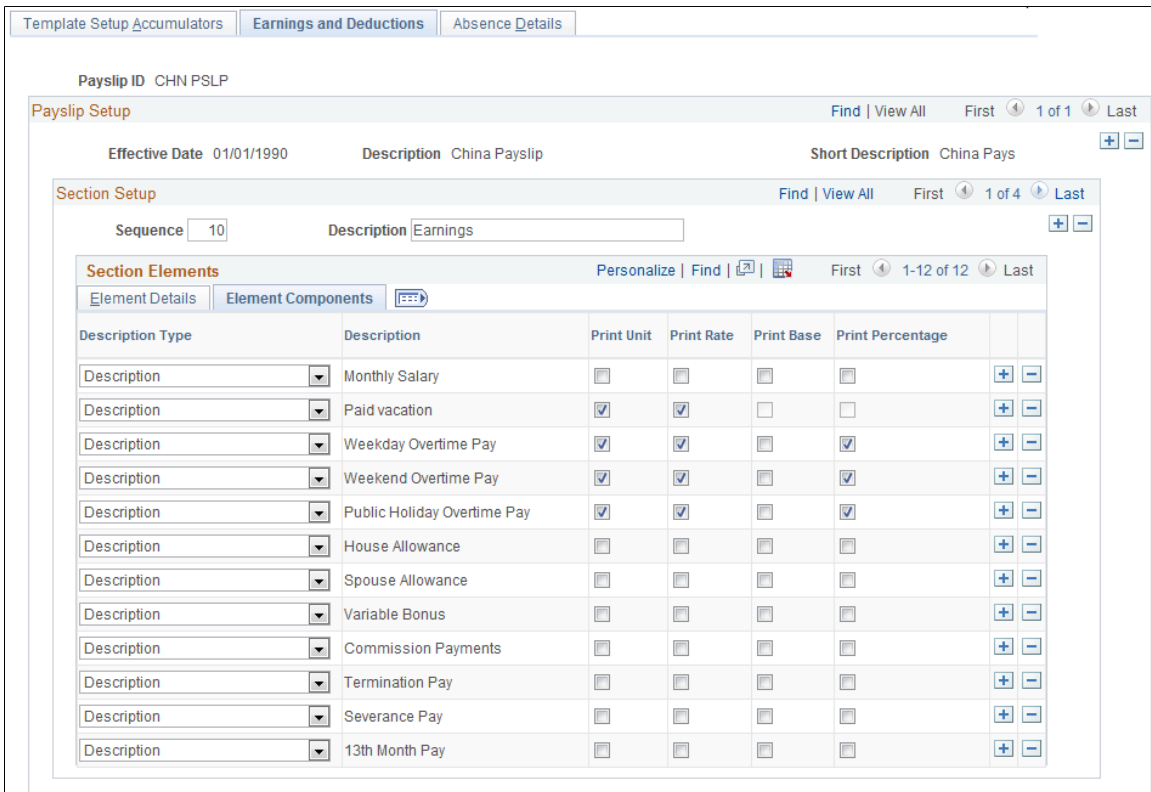 Template Setup Accumulators Earnings and Deductions Absence Details
Payslip ID CHN PSLP
Payslip Setup Find | View All First 1 of 1 Last
Effective Date 01/01/1990 Description China Payslip Short Description China Pays
Section Setup Find | View All First 1 of 4 Last
Sequence 10 Description Earnings
Section Elements Personalize | Find | | First 1-12 of 12 Last
Element Details Element Components
Description Type Description Print Unit Print Rate Print Base Print Percentage
Description Monthly Salary
Description Paid vacation
Description Weekday Overtime Pay
Description Weekend Overtime Pay
Description Public Holiday Overtime Pay
Description House Allowance
Description Spouse Allowance
Description Variable Bonus
Description Commission Payments
Description Termination Pay
Description Severance Pay
Description 13th Month Pay